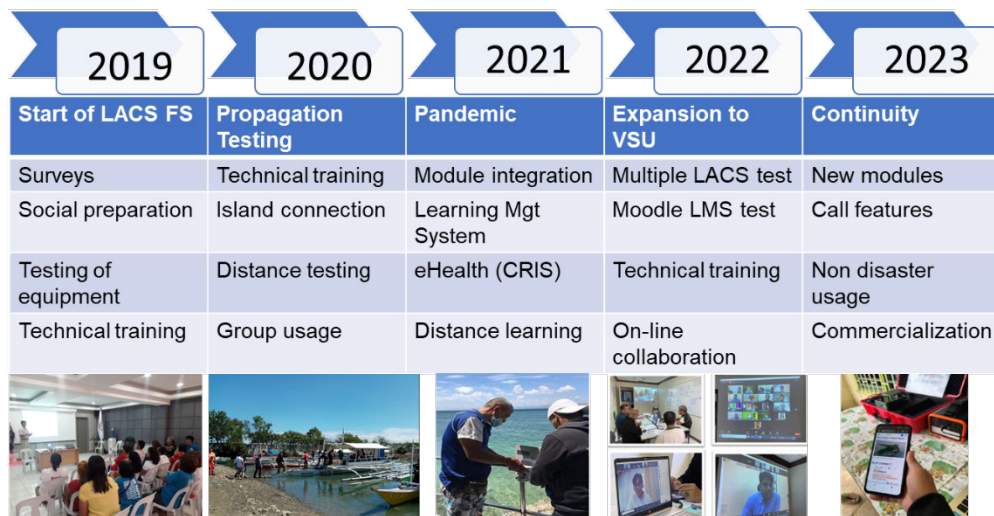 2019
2020
2021
2022
2023
Start of LACS FS
Propagation
Testing
Pandemic
Expansion to
VSU
Continuity
Surveys
Technical training
Module integration
Multiple LACS test
New modules
Social preparation
Island connection
Learning Mgt
System
Moodle LMS test
Call features
Testing of
equipment
Distance testing
eHealth (CRIS)
Technical training
Non disaster
usage
Technical training
Group usage
Distance learning
On-line
collaboration
Commercialization